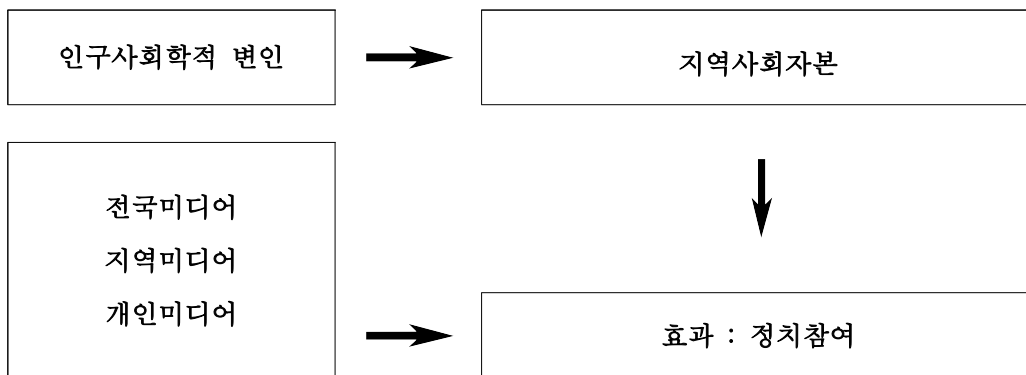 인구사회학적 변인
지역사회자본
전국미디어
지역미디어
개인미디어
효과 : 정치참여